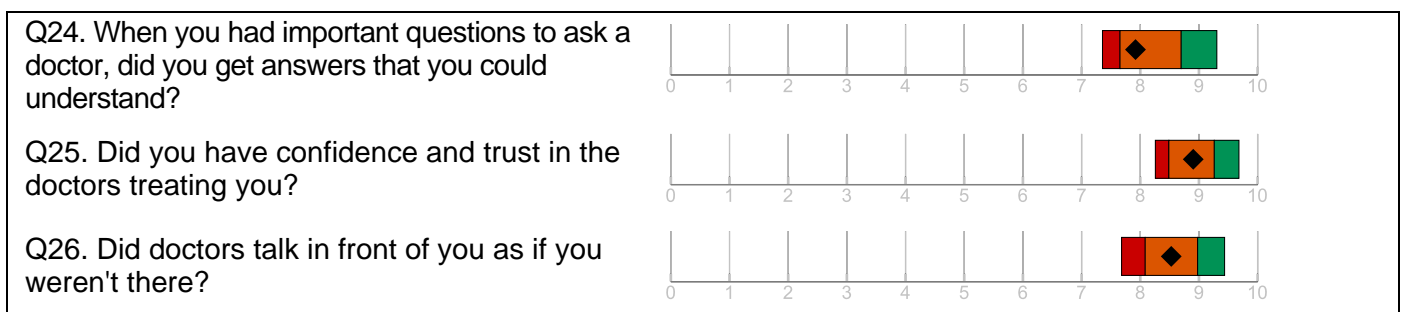 Q24. When you had important questions to ask a
doctor, did you get answers that you could
understand?
0 1 2 3 4 5 6 7 8 9 10
Q25. Did you have confidence and trust in the
doctors treating you?
0 1 2 3 4 5 6 7 8 9 10
Q26. Did doctors talk in front of you as if you
weren't there?
0 1 2 3 4 5 6 7 8 9 10